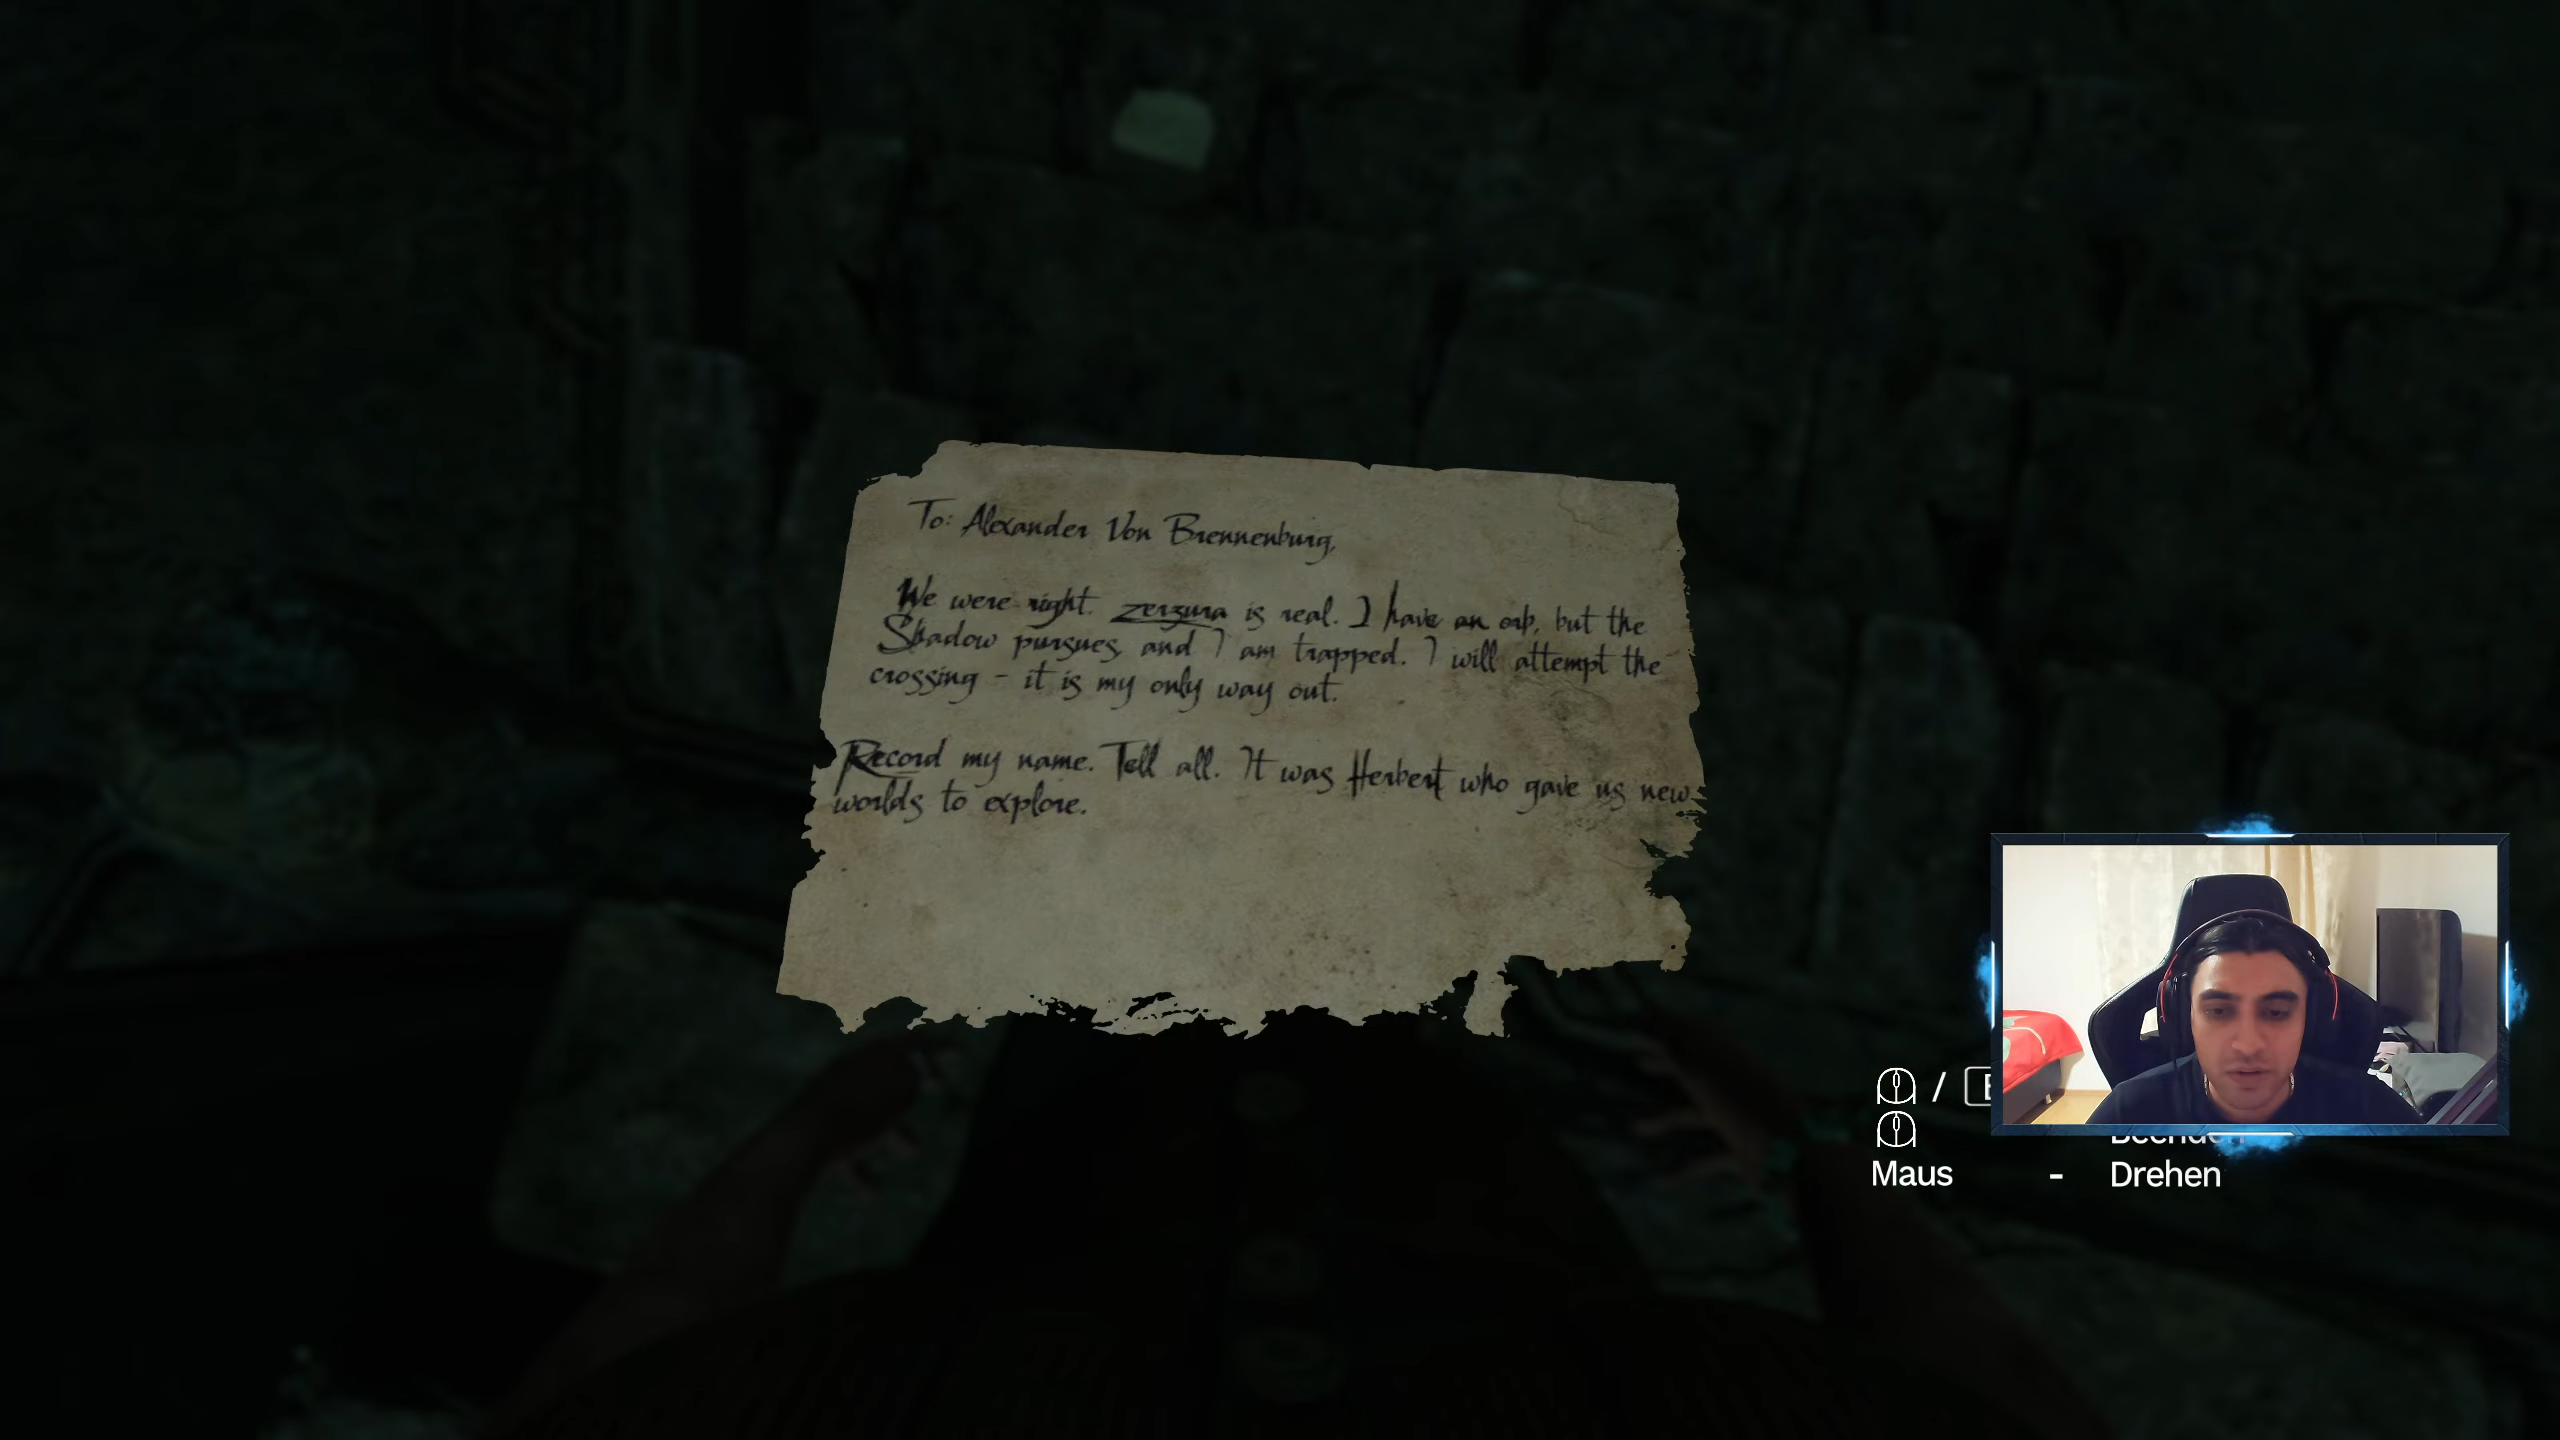 To: Alexander Von Brennenburg,
We were right. Zerzura is real. I have an orb, but the
Shadow pursues, and I am trapped. I will attempt the
crossing - it is my only way out.
Record my name. Tell all. It was Herbert who gave us new
worlds to explore.
/ E
Beenden
Maus - Drehen